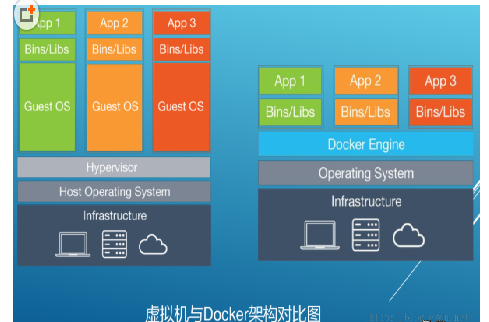 App 1 App 2 App 3
Bins/Libs Bins/Libs Bins/Libs
Guest OS Guest OS Guest OS
Hypervisor
Host Operating System
Infrastructure
App 1 App 2 App 3
Bins/Libs Bins/Libs Bins/Libs
Docker Engine
Operating System
Infrastructure
虚拟机与Docker架构对比图